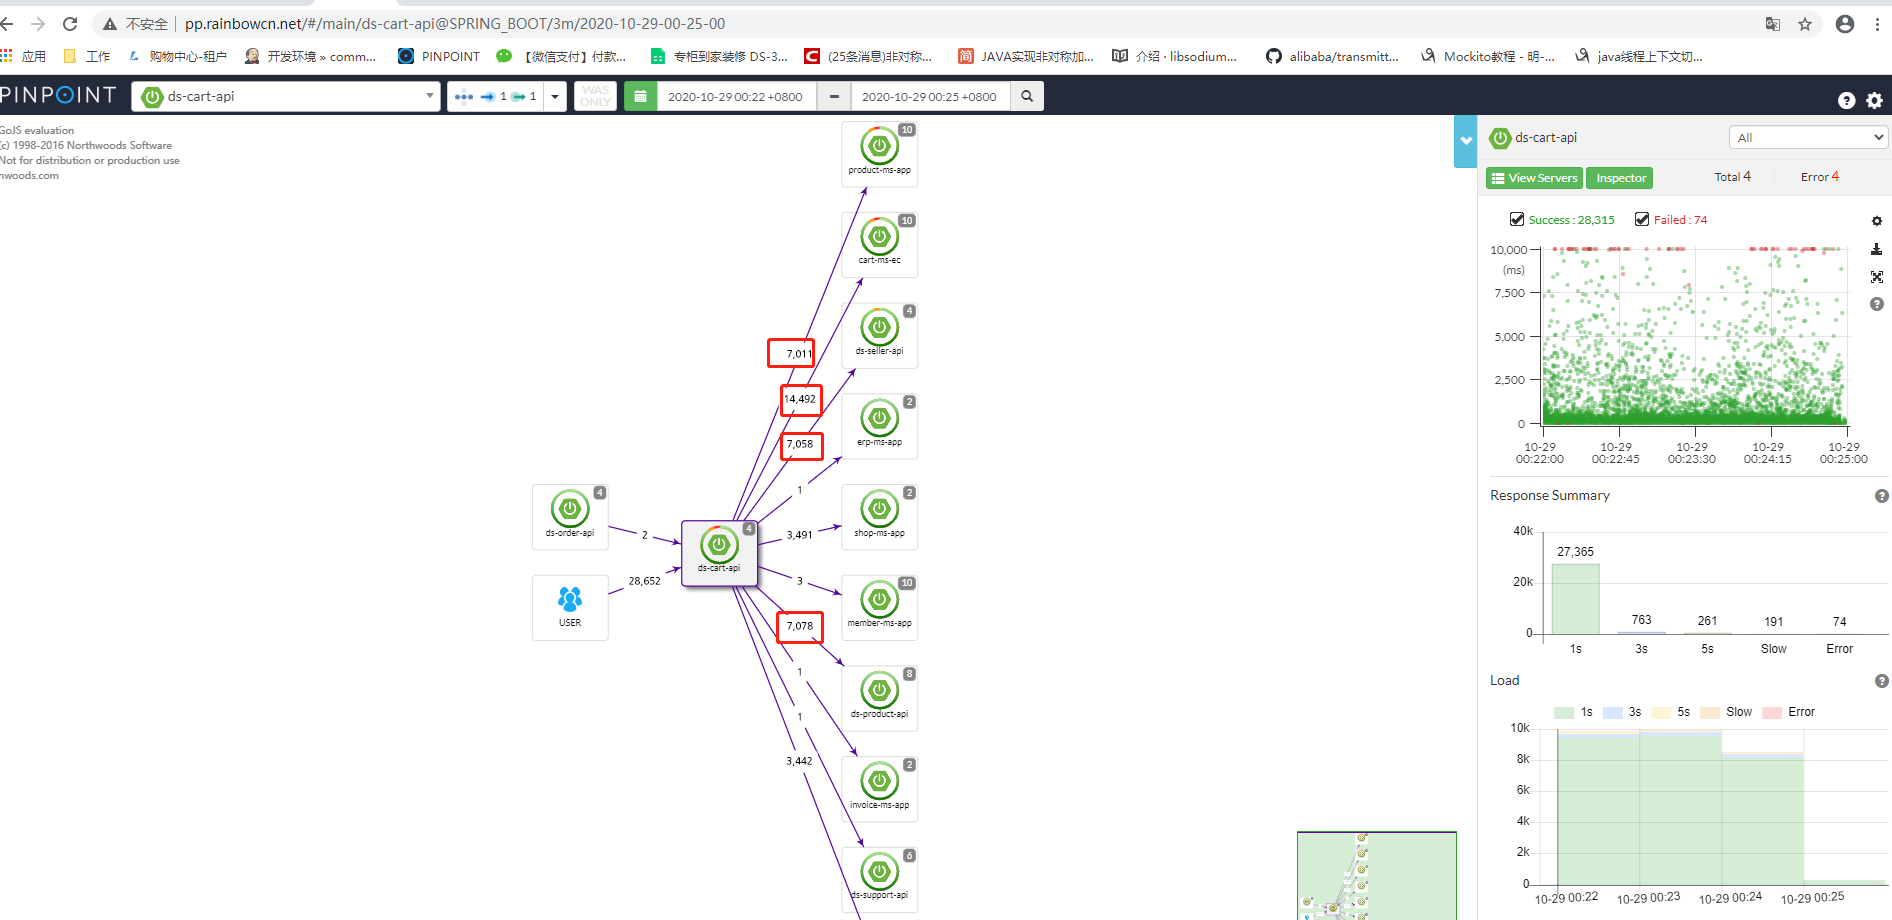 不安全
pp.rainbowcn.net/#/main/ds-cart-api@SPRING_BOOT/3m/2020-10-29-00-25-00
应用
工作
购物中心-租户
开发环境 » comm...
PINPOINT
【微信支付】付款...
专柜到家装修 DS-3...
(25条消息)非对称...
JAVA实现非对称加...
介绍 · libsodium...
alibaba/transmitt...
Mockito教程 - 明-...
java线程上下文切...
PINPOINT
ds-cart-api
1
1
WAS
ONLY
2020-10-29 00:22 +0800
2020-10-29 00:25 +0800
GoJS evaluation
(c) 1998-2016 Northwoods Software
Not for distribution or production use
nwoods.com
10
product-ms-app
10
cart-ms-ec
4
ds-seller-api
2
erp-ms-app
2
shop-ms-app
10
member-ms-app
8
ds-product-api
2
invoice-ms-app
6
ds-support-api
7,011
14,492
7,058
1
3,491
3
7,078
1
1
3,442
4
ds-order-api
2
USER
28,652
4
ds-cart-api
ds-cart-api
All
View Servers
Inspector
Total 4
Error 4
Success : 28,315
Failed : 74
10,000
(ms)
7,500
5,000
2,500
0
10-29
00:22:00
10-29
00:22:45
10-29
00:23:30
10-29
00:24:15
10-29
00:25:00
Response Summary
40k
20k
0
27,365
763
261
191
74
1s
3s
5s
Slow
Error
Load
1s
3s
5s
Slow
Error
10k
8k
6k
4k
2k
0
10-29 00:22
10-29 00:23
10-29 00:24
10-29 00:25